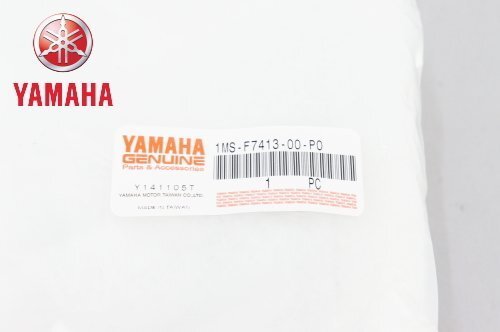 YAMAHA
YAMAHA
GENUINE
Parts & Accessories
Y141105T
YAMAHA MOTOR TAIWAN CO.,LTD.
MADE IN TAIWAN
1MS-F7413-00-P0
1 PC